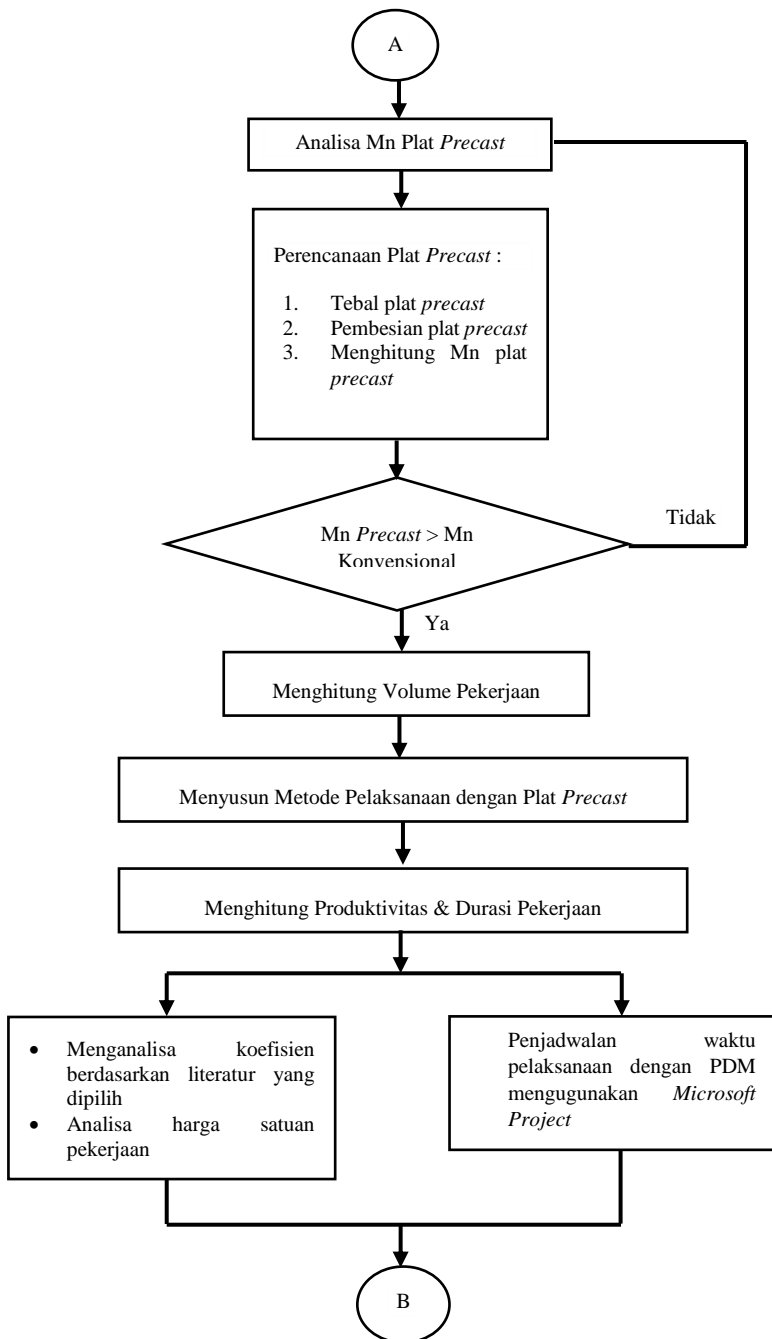 A
Analisa Mn Plat Precast
Perencanaan Plat Precast :
1. Tebal plat precast
2. Pembesian plat precast
3. Menghitung Mn plat
precast
Mn Precast > Mn
Konvensional
Tidak
Ya
Menghitung Volume Pekerjaan
Menyusun Metode Pelaksanaan dengan Plat Precast
Menghitung Produktivitas & Durasi Pekerjaan
• Menganalisa koefisien
berdasarkan literatur yang
dipilih
• Analisa harga satuan
pekerjaan
Penjadwalan waktu
pelaksanaan dengan PDM
mengugunakan Microsoft
Project
B